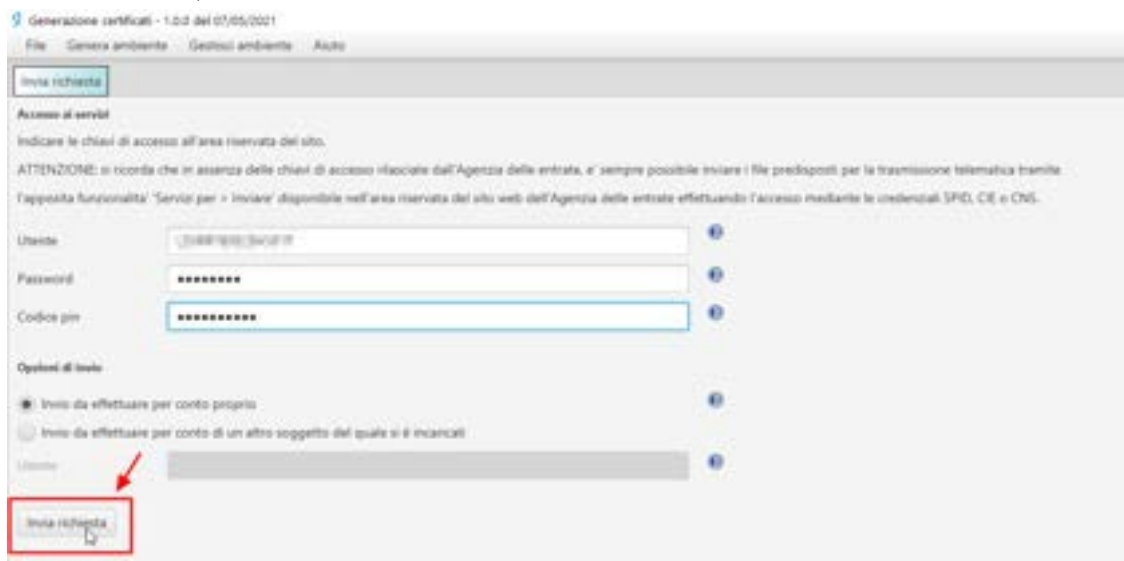 Generazione certificati - 1.0.0 del 07/05/2021
File Genera ambiente Gestisci ambiente Aiuto
Invia richiesta
Accesso ai servizi
Indicare le chiavi di accesso all'area riservata del sito.
ATTENZIONE: si ricorda che in assenza delle chiavi di accesso rilasciate dall'Agenzia delle entrate, e' sempre possibile inviare i file predisposti per la trasmissione telematica tramite
l'apposita funzionalita' 'Servizi per > Inviare' disponibile nell'area riservata del sito web dell'Agenzia delle entrate effettuando l'accesso mediante le credenziali SPID, CIE o CNS.
Utente
Password ●●●●●●●●
Codice pin ●●●●●●●●●●
Opzioni di invio
Invio da effettuare per conto proprio
Invio da effettuare per conto di un altro soggetto del quale si è incaricati
Utente
Invia richiesta